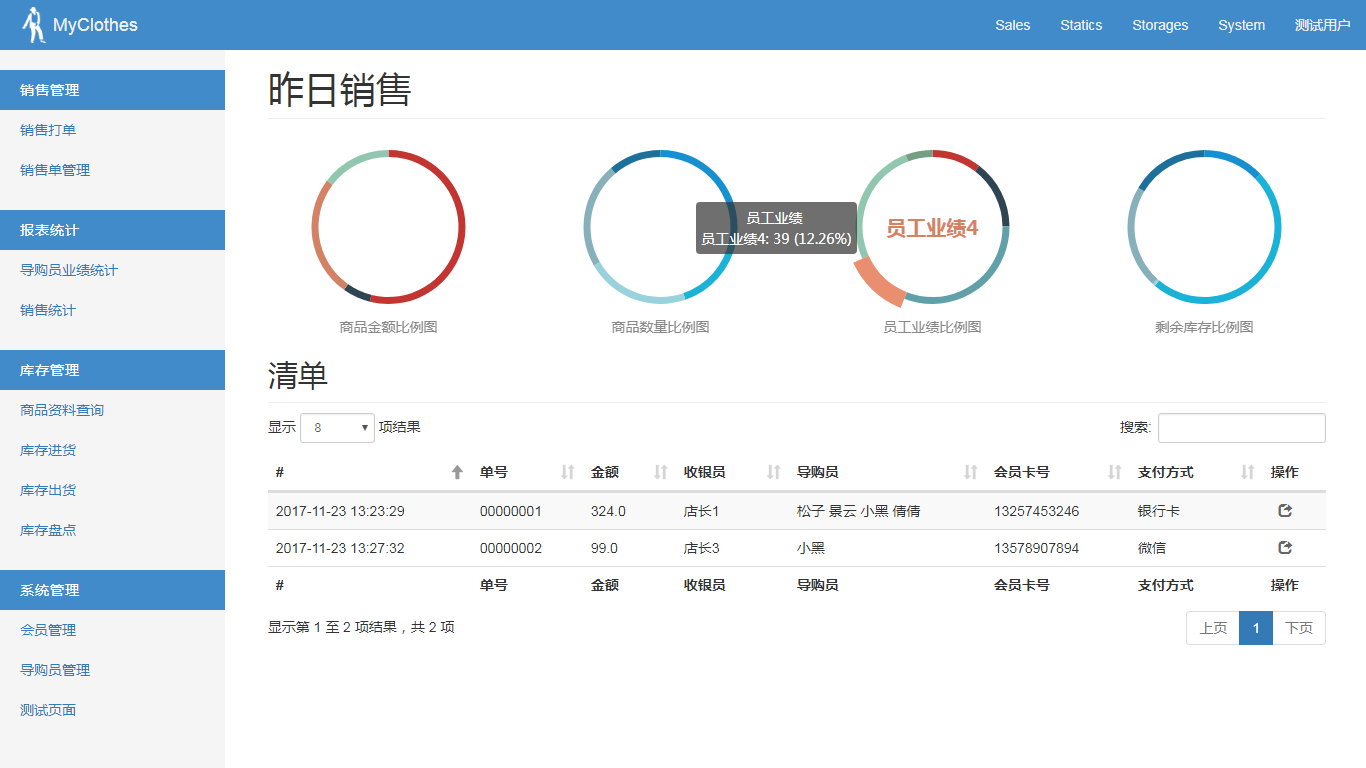 MyClothes
Sales Statics Storages System 测试用户
销售管理
销售打单
销售单管理
报表统计
导购员业绩统计
销售统计
库存管理
商品资料查询
库存进货
库存出货
库存盘点
系统管理
会员管理
导购员管理
测试页面
昨日销售
员工业绩
员工业绩4: 39 (12.26%)
员工业绩4
商品金额比例图 商品数量比例图 员工业绩比例图 剩余库存比例图
清单
显示 8 项结果 搜索:
# 单号 金额 收银员 导购员 会员卡号 支付方式 操作
2017-11-23 13:23:29 00000001 324.0 店长1 松子 景云 小黑 倩倩 13257453246 银行卡
2017-11-23 13:27:32 00000002 99.0 店长3 小黑 13578907894 微信
# 单号 金额 收银员 导购员 会员卡号 支付方式 操作
显示第 1 至 2 项结果，共 2 项 上页 1 下页